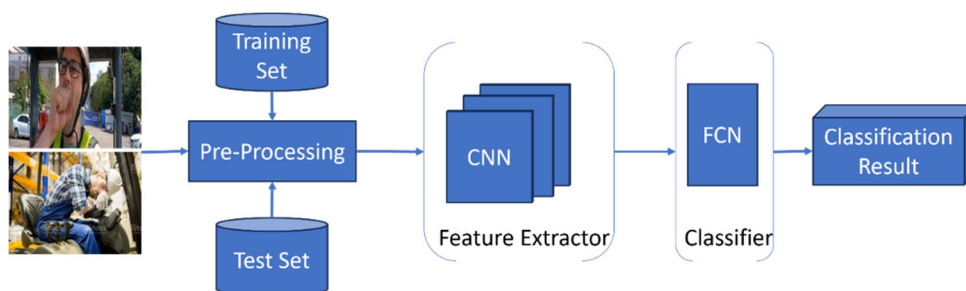 Training
Set
Pre-Processing
Test Set
CNN
Feature Extractor
FCN
Classifier
Classification
Result